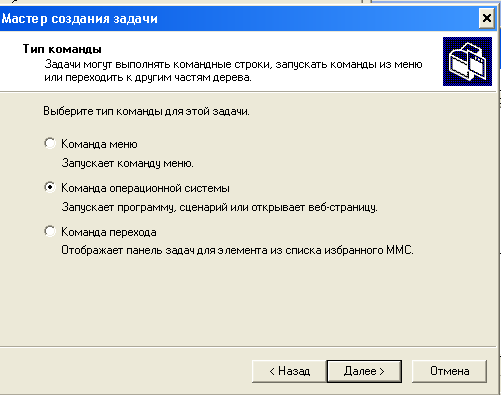 Мастер создания задачи
Тип команды
Задачи могут выполнять командные строки, запускать команды из меню
или переходить к другим частям дерева.
Выберите тип команды для этой задачи.
Команда меню
Запускает команду меню.
Команда операционной системы
Запускает программу, сценарий или открывает веб-страницу.
Команда перехода
Отображает панель задач для элемента из списка избранного MMC.
< Назад
Далее >
Отмена